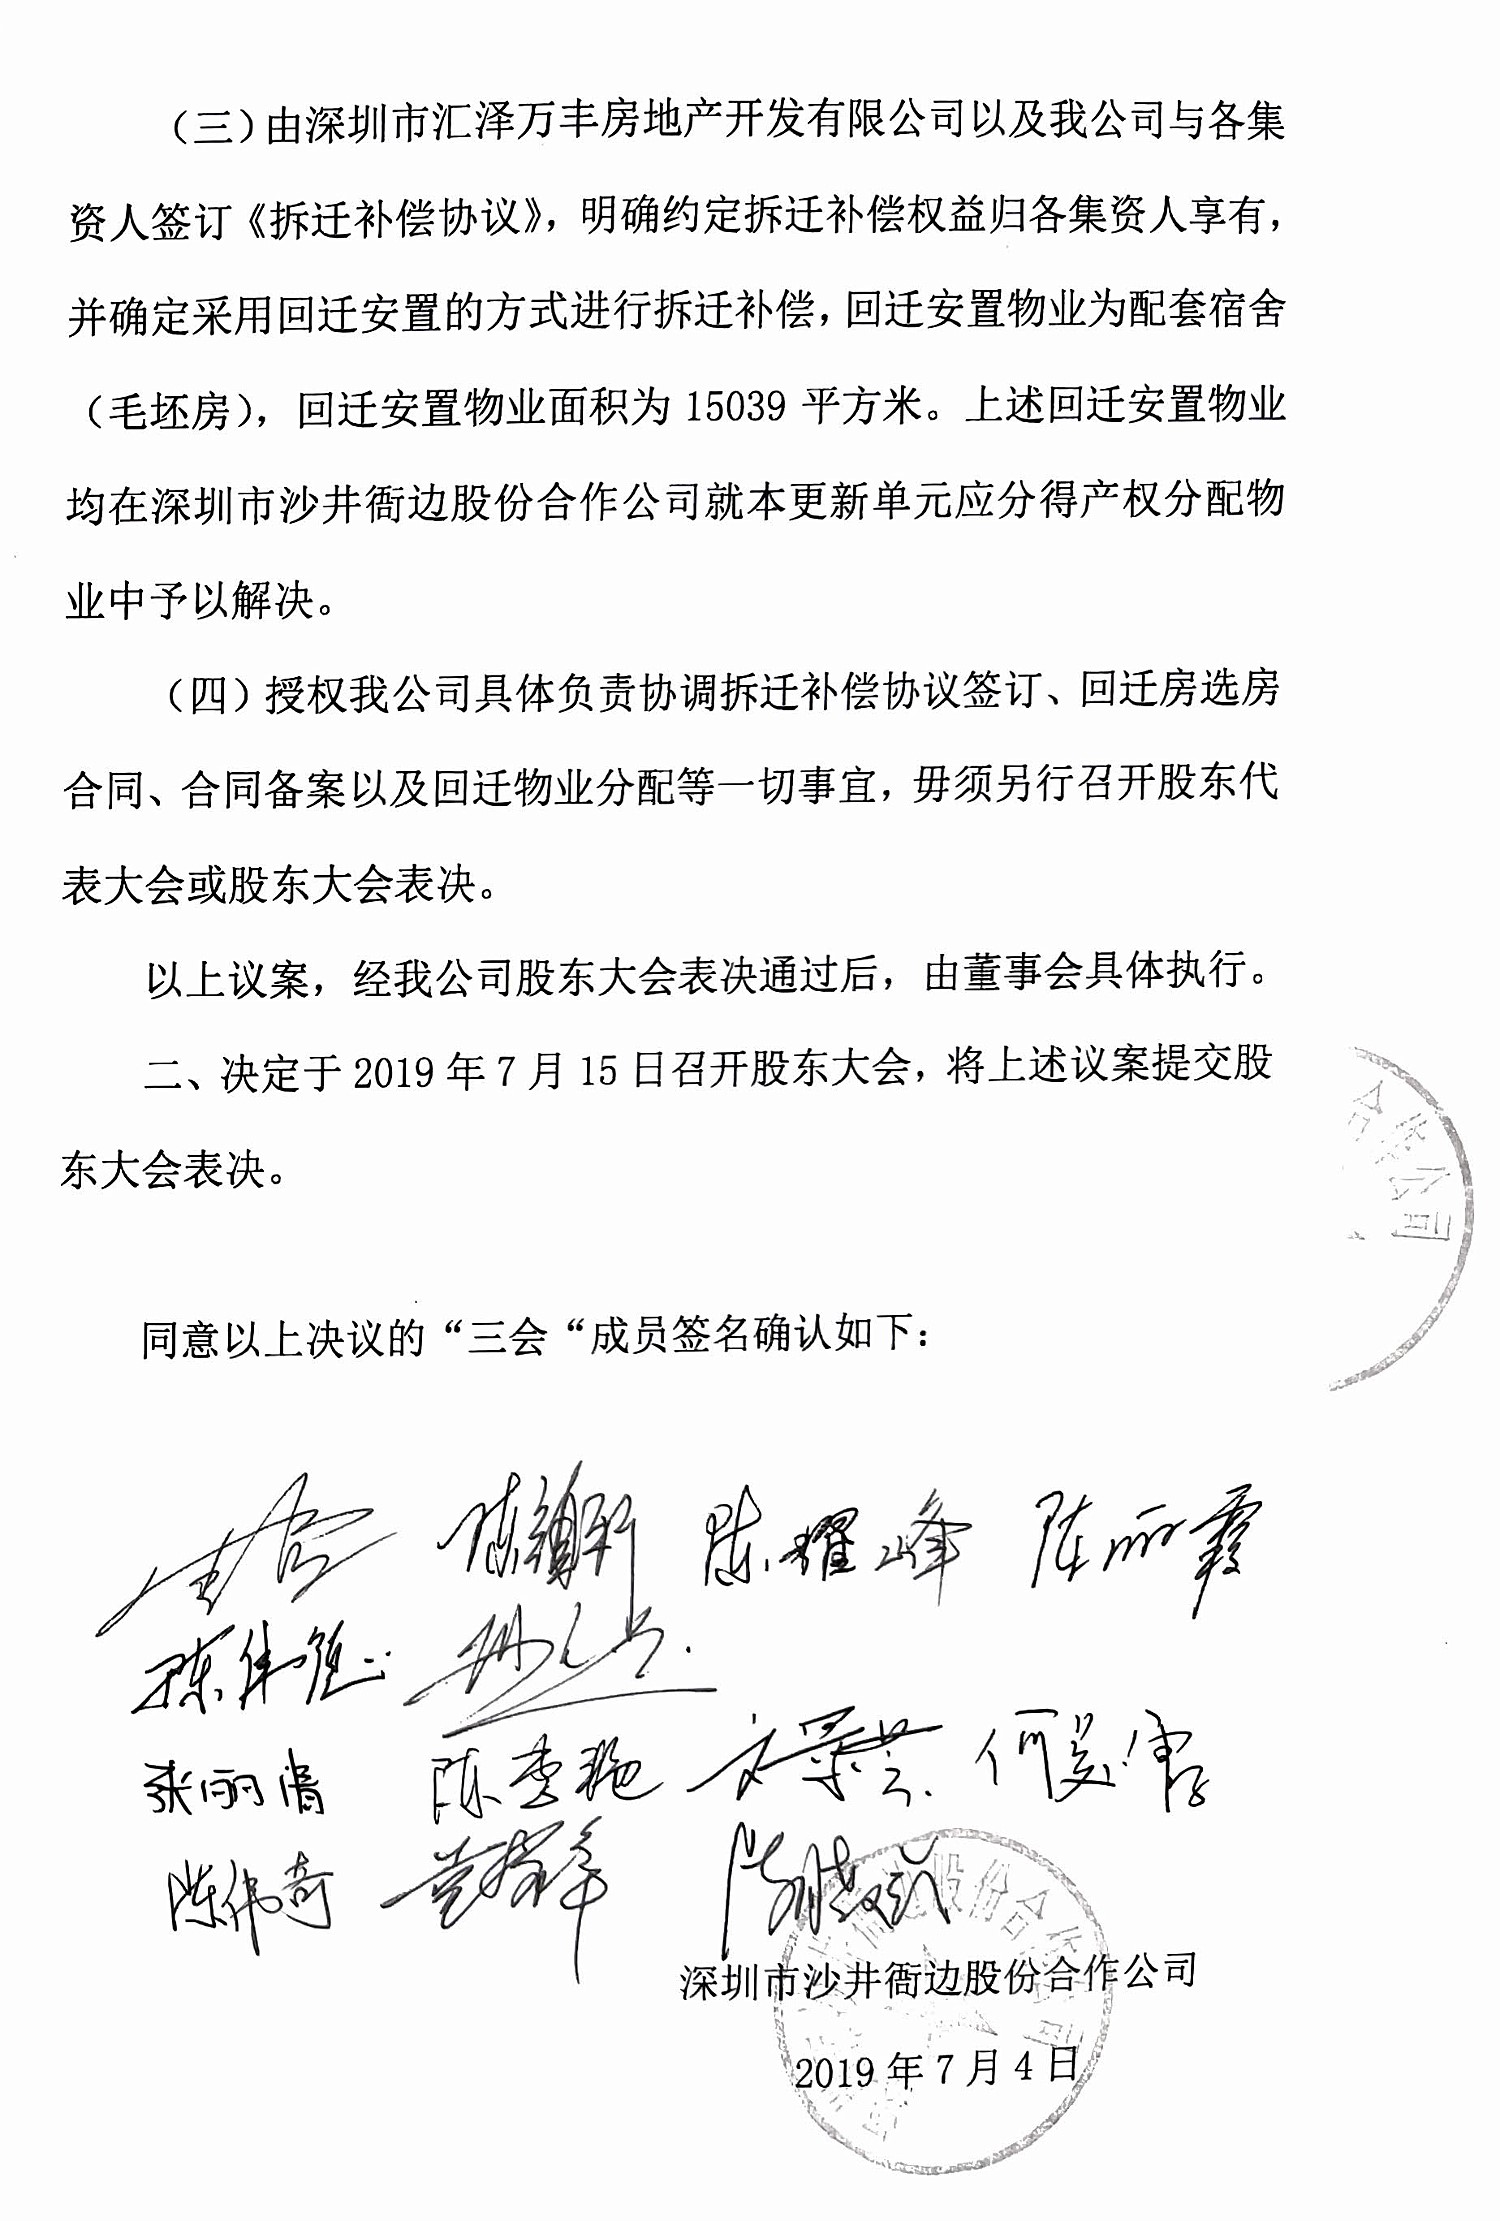 （三）由深圳市汇泽万丰房地产开发有限公司以及我公司与各集
资人签订《拆迁补偿协议》，明确约定拆迁补偿权益归各集资人享有，
并确定采用回迁安置的方式进行拆迁补偿，回迁安置物业为配套宿舍
（毛坯房），回迁安置物业面积为 15039 平方米。上述回迁安置物业
均在深圳市沙井衙边股份合作公司就本更新单元应分得产权分配物
业中予以解决。
（四）授权我公司具体负责协调拆迁补偿协议签订、回迁房选房
合同、合同备案以及回迁物业分配等一切事宜，毋须另行召开股东代
表大会或股东大会表决。
以上议案，经我公司股东大会表决通过后，由董事会具体执行。
二、决定于 2019 年 7 月 15 日召开股东大会，将上述议案提交股
东大会表决。
合作公司
同意以上决议的“三会“成员签名确认如下：
陈耀峰 陈丽霞
陈伟强
张丽清 陈雪艳
陈伟奇
衙边股份合作公司
深圳市沙井衙边股份合作公司
2019 年 7 月 4 日